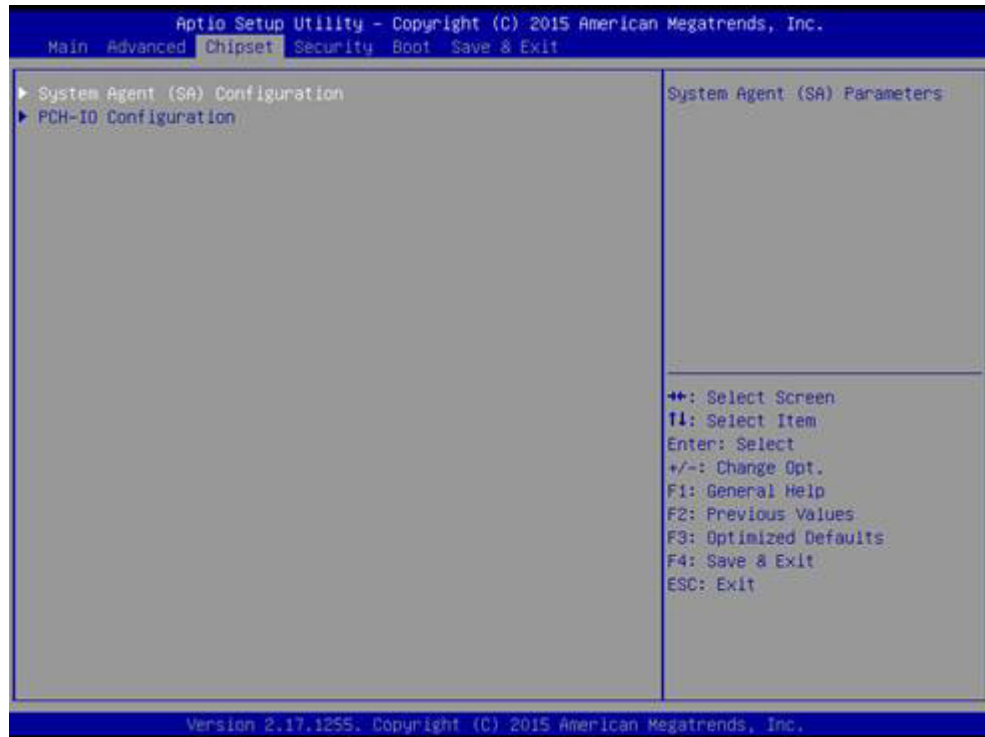 Aptio Setup Utility – Copyright (C) 2015 American Megatrends, Inc.
Main Advanced Chipset Security Boot Save & Exit
System Agent (SA) Configuration
PCH-IO Configuration
System Agent (SA) Parameters
→←: Select Screen
↑↓: Select Item
Enter: Select
+/-: Change Opt.
F1: General Help
F2: Previous Values
F3: Optimized Defaults
F4: Save & Exit
ESC: Exit
Version 2.17.1255. Copyright (C) 2015 American Megatrends, Inc.